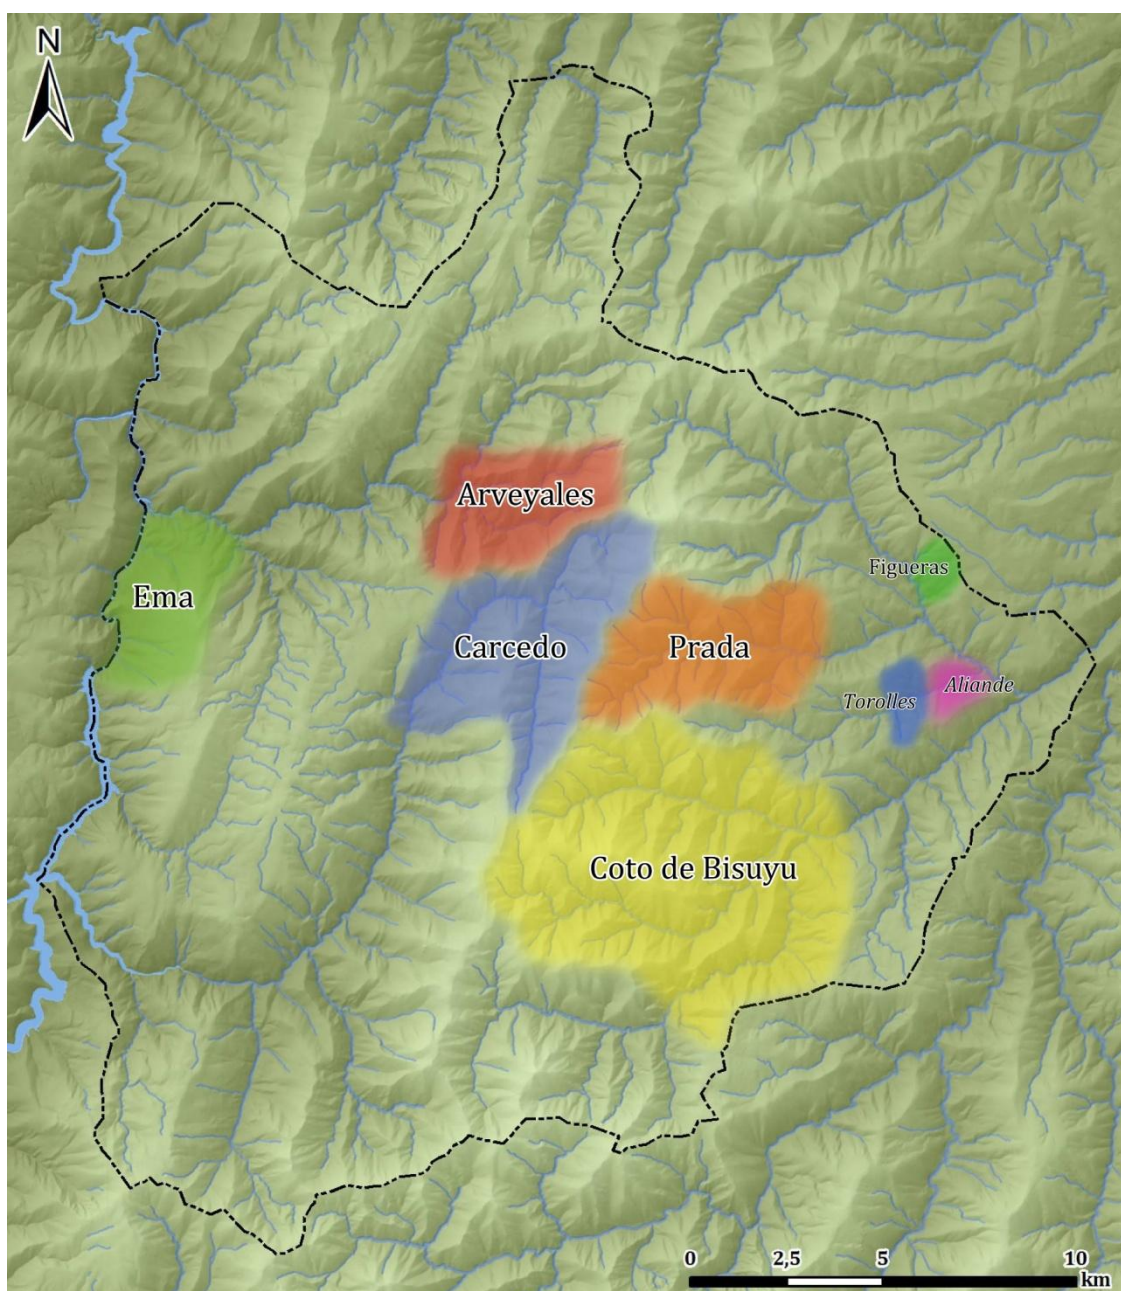 N
Arveyales
Figueras
Ema
Carcedo
Prada
Torolles
Aliande
Coto de Bisuyu
0 2,5 5 10
km